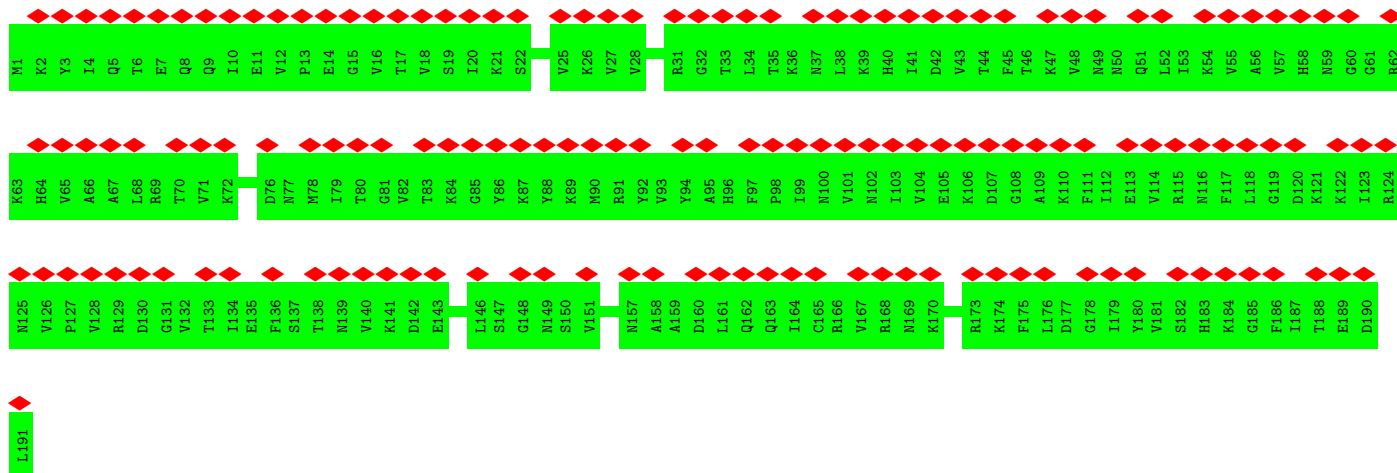 M1 K2 Y3 I4 Q5 T6 E7 Q8 Q9 I10 E11 V12 P13 E14 G15 V16 T17 V18 S19 I20 K21 S22 V25 K26 V27 V28 R31 G32 T33 L34 T35 K36 N37 L38 K39 H40 I41 D42 V43 T44 F45 T46 K47 V48 N49 N50 Q51 L52 I53 K54 V55 A56 V57 H58 N59 G60 G61 R62
K63 H64 V65 A66 A67 L68 R69 T70 V71 K72 D76 N77 M78 I79 T80 G81 V82 T83 K84 G85 Y86 K87 Y88 K89 M90 R91 Y92 V93 Y94 A95 H96 F97 P98 I99 N100 V101 N102 I103 V104 E105 K106 D107 G108 A109 K110 F111 I112 E113 V114 R115 N116 F117 L118 G119 D120 K121 K122 I123 R124
N125 V126 P127 V128 R129 D130 G131 V132 T133 I134 E135 F136 S137 T138 N139 V140 K141 D142 E143 L146 S147 G148 N149 S150 V151 N157 A158 A159 D160 L161 Q162 Q163 I164 C165 R166 V167 R168 N169 K170 R173 K174 F175 L176 D177 G178 I179 Y180 V181 S182 H183 K184 G185 F186 I187 T188 E189 D190
L191